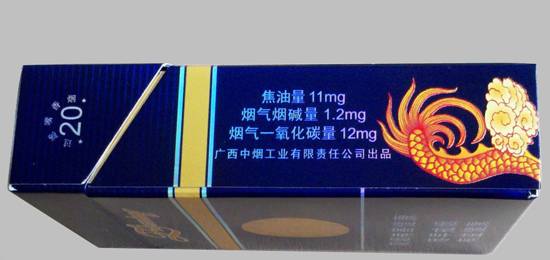 焦油量 11mg
烟气烟碱量 1.2mg
烟气一氧化碳量 12mg
广西中烟工业有限责任公司出品
20